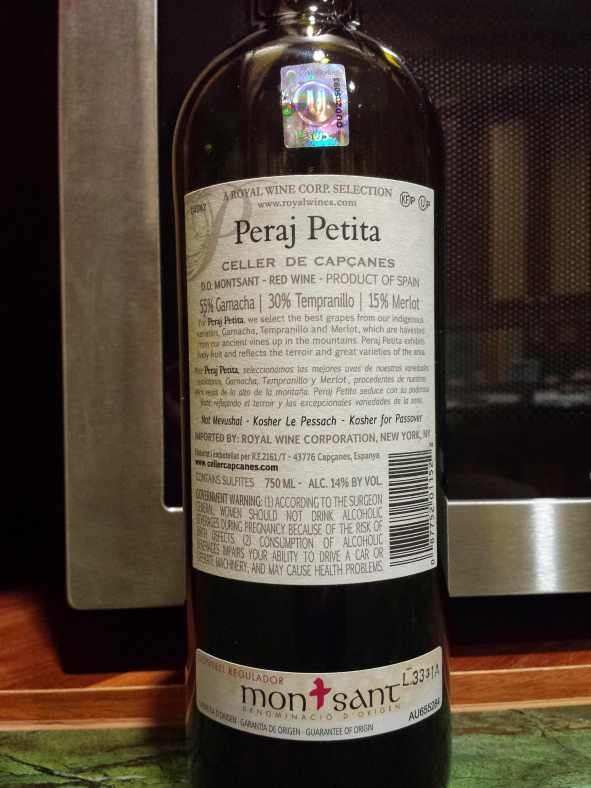 A ROYAL WINE CORP. SELECTION
www.royalwines.com
KF P U P
Peraj Petita
CELLER DE CAPÇANES
D.O. MONTSANT - RED WINE - PRODUCT OF SPAIN
55% Garnacha | 30% Tempranillo | 15% Merlot
For Peraj Petita, we select the best grapes from our indigenous
varieties, Garnacha, Tempranillo and Merlot, which are harvested
from our ancient vines up in the mountains. Peraj Petita exhibits
lively fruit and reflects the terroir and great varieties of the area.
Peraj Petita, seleccionamos las mejores uvas de nuestras variedades
Garnacha, Tempranillo y Merlot, procedentes de nuestras
viejas de lo alto de la montaña. Peraj Petita seduce con su poderosa
reflejando el terroir y las excepcionales variedades de la zona.
Not Mevushal - Kosher Le Pessach - Kosher for Passover
IMPORTED BY: ROYAL WINE CORPORATION, NEW YORK, NY
Elaborat i embotellat per R.E.2161/T - 43776 Capçanes, Espanya
www.cellercapcanes.com
CONTAINS SULFITES 750 ML - ALC. 14% BY VOL.
GOVERNMENT WARNING: (1) ACCORDING TO THE SURGEON
GENERAL, WOMEN SHOULD NOT DRINK ALCOHOLIC
BEVERAGES DURING PREGNANCY BECAUSE OF THE RISK OF
BIRTH DEFECTS. (2) CONSUMPTION OF ALCOHOLIC
BEVERAGES IMPAIRS YOUR ABILITY TO DRIVE A CAR OR
OPERATE MACHINERY, AND MAY CAUSE HEALTH PROBLEMS.
CONSELL REGULADOR
montsant
DENOMINACIÓ D'ORIGEN
L.3331A
GARANTIA D'ORIGEN · GARANTÍA DE ORIGEN · GUARANTEE OF ORIGIN
AU655284